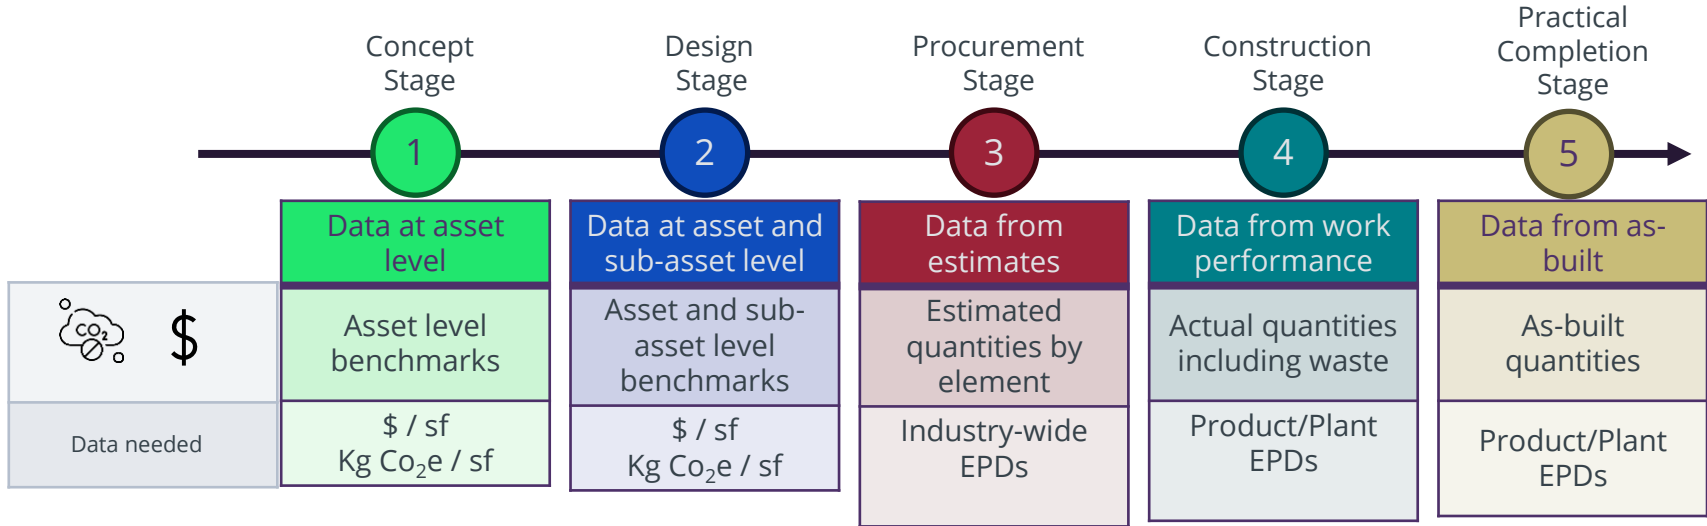 Concept
Stage
Design
Stage
Procurement
Stage
Construction
Stage
Practical
Completion
Stage
1
2
3
4
5
Data at asset
level
Data at asset and
sub-asset level
Data from
estimates
Data from work
performance
Data from as-
built
CO2
$
Asset level
benchmarks
Asset and sub-
asset level
benchmarks
Estimated
quantities by
element
Actual quantities
including waste
As-built
quantities
Data needed
$ / sf
Kg Co₂e / sf
$ / sf
Kg Co₂e / sf
Industry-wide
EPDs
Product/Plant
EPDs
Product/Plant
EPDs